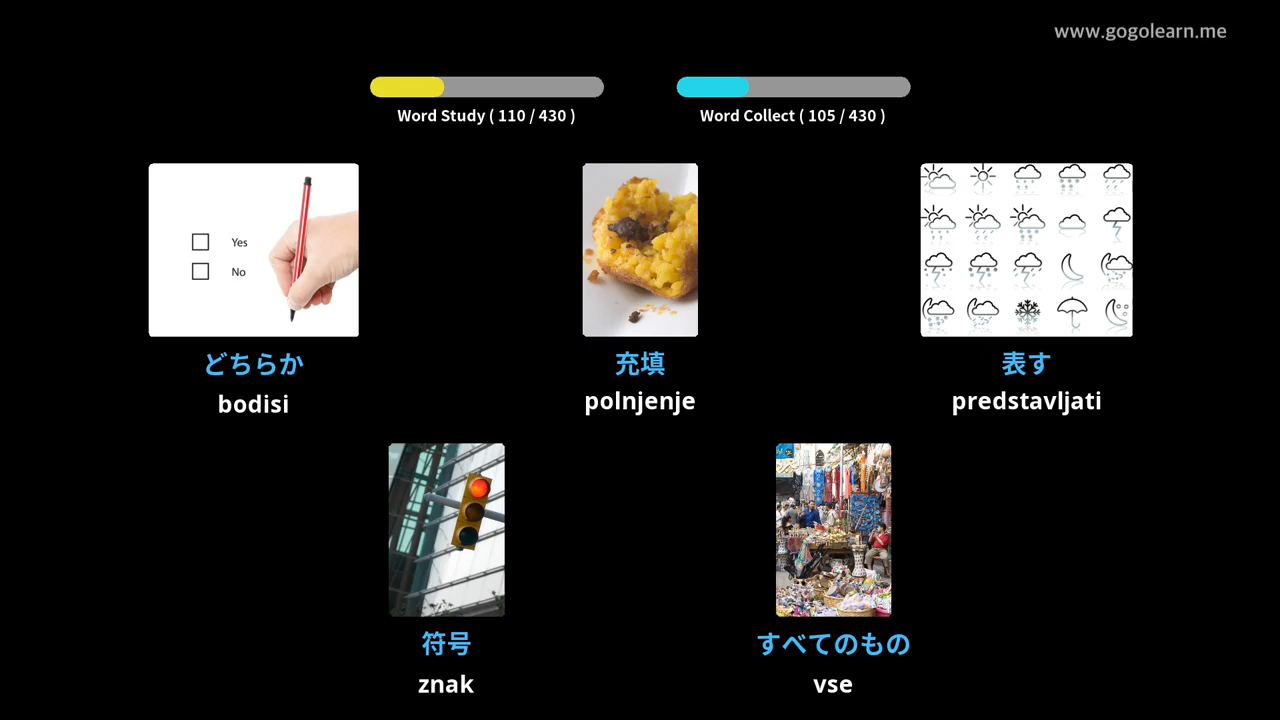 www.gogolearn.me
Word Study ( 110 / 430 )
Word Collect ( 105 / 430 )
Yes
No
どちらか
bodisi
充填
polnjenje
表す
predstavljati
符号
znak
すべてのもの
vse